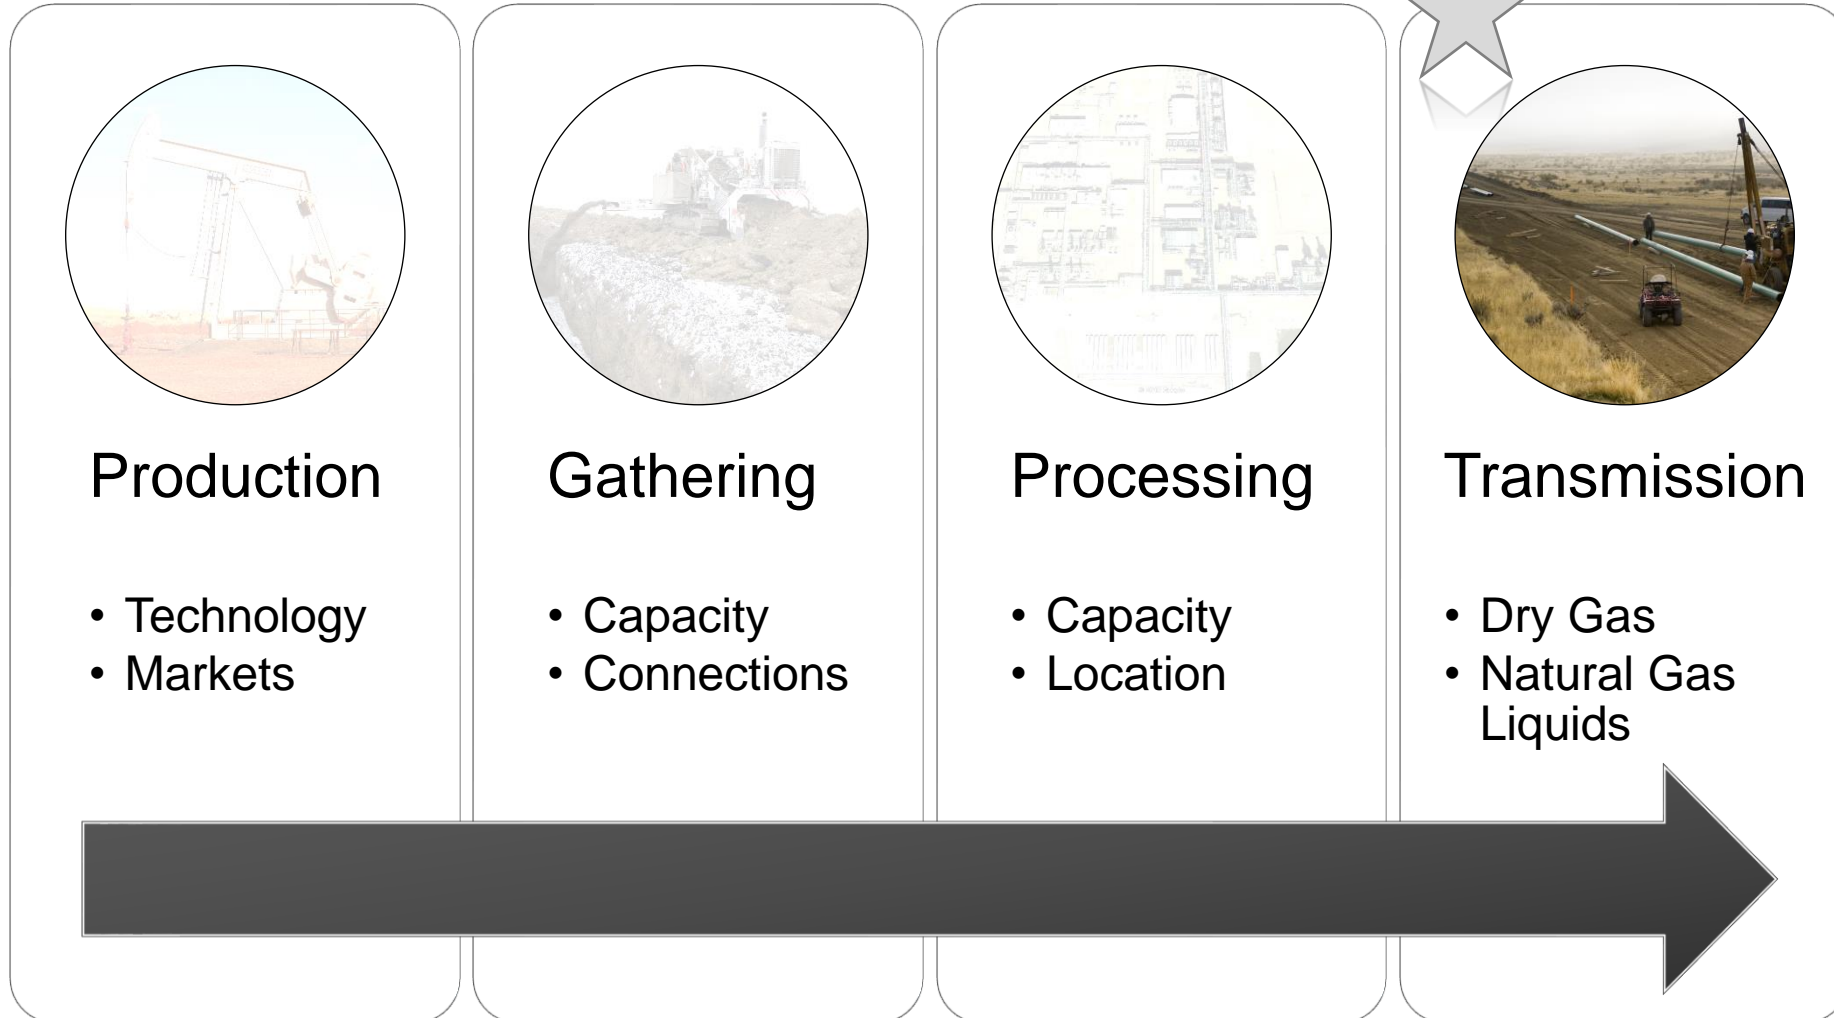 Production
• Technology
• Markets
Gathering
• Capacity
• Connections
Processing
• Capacity
• Location
Transmission
• Dry Gas
• Natural Gas
Liquids